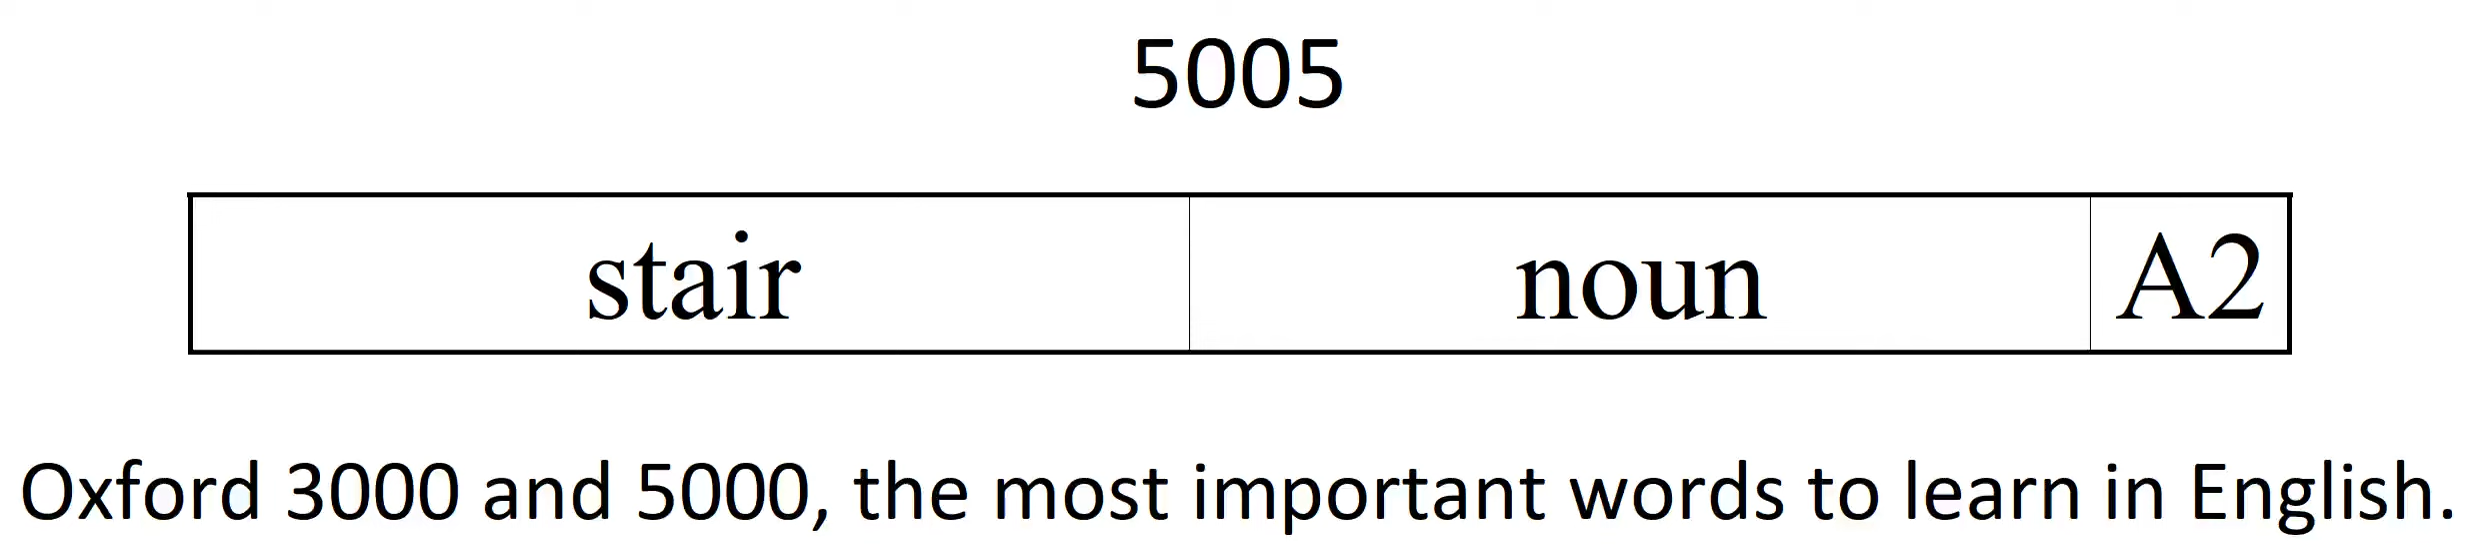 5005
stair noun A2
Oxford 3000 and 5000, the most important words to learn in English.